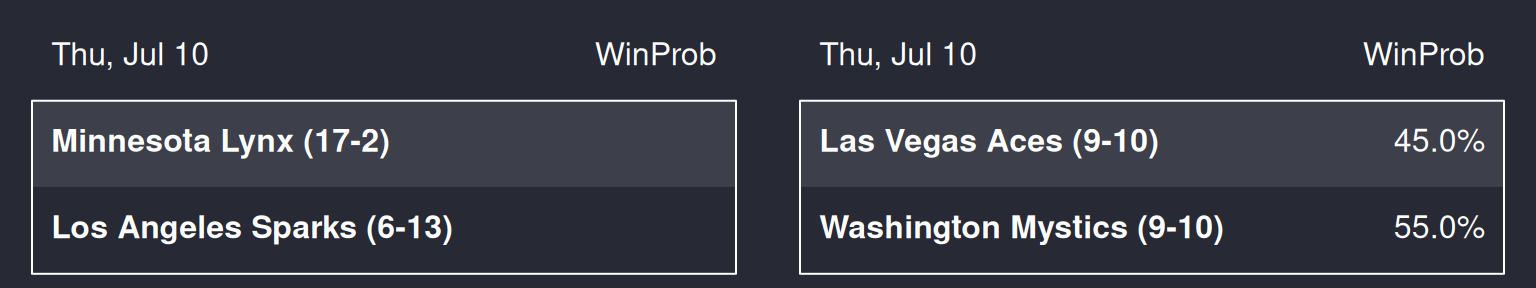 Thu, Jul 10 WinProb
Minnesota Lynx (17-2)
Los Angeles Sparks (6-13)
Thu, Jul 10 WinProb
Las Vegas Aces (9-10) 45.0%
Washington Mystics (9-10) 55.0%